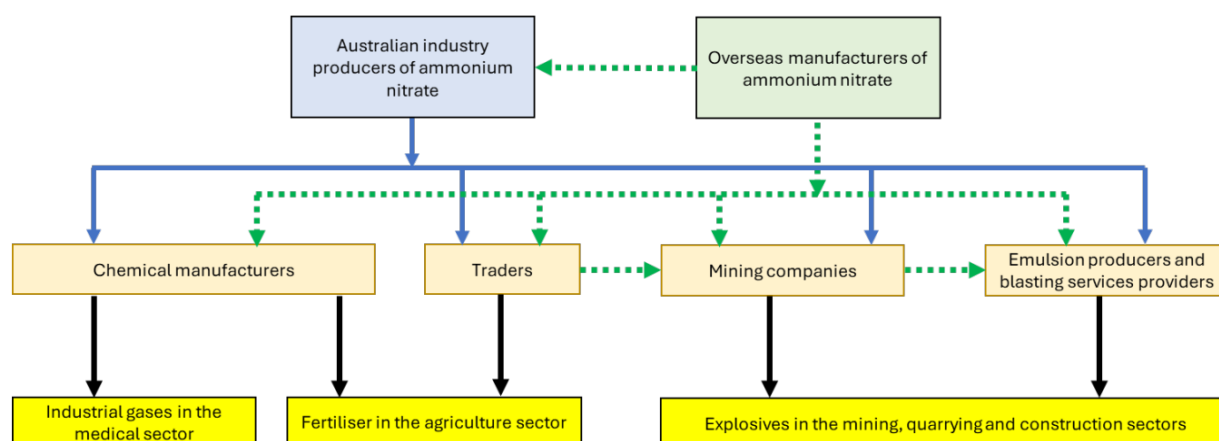 Australian industry
producers of ammonium
nitrate
Overseas manufacturers of
ammonium nitrate
Chemical manufacturers
Traders
Mining companies
Emulsion producers and
blasting services providers
Industrial gases in the
medical sector
Fertiliser in the agriculture sector
Explosives in the mining, quarrying and construction sectors